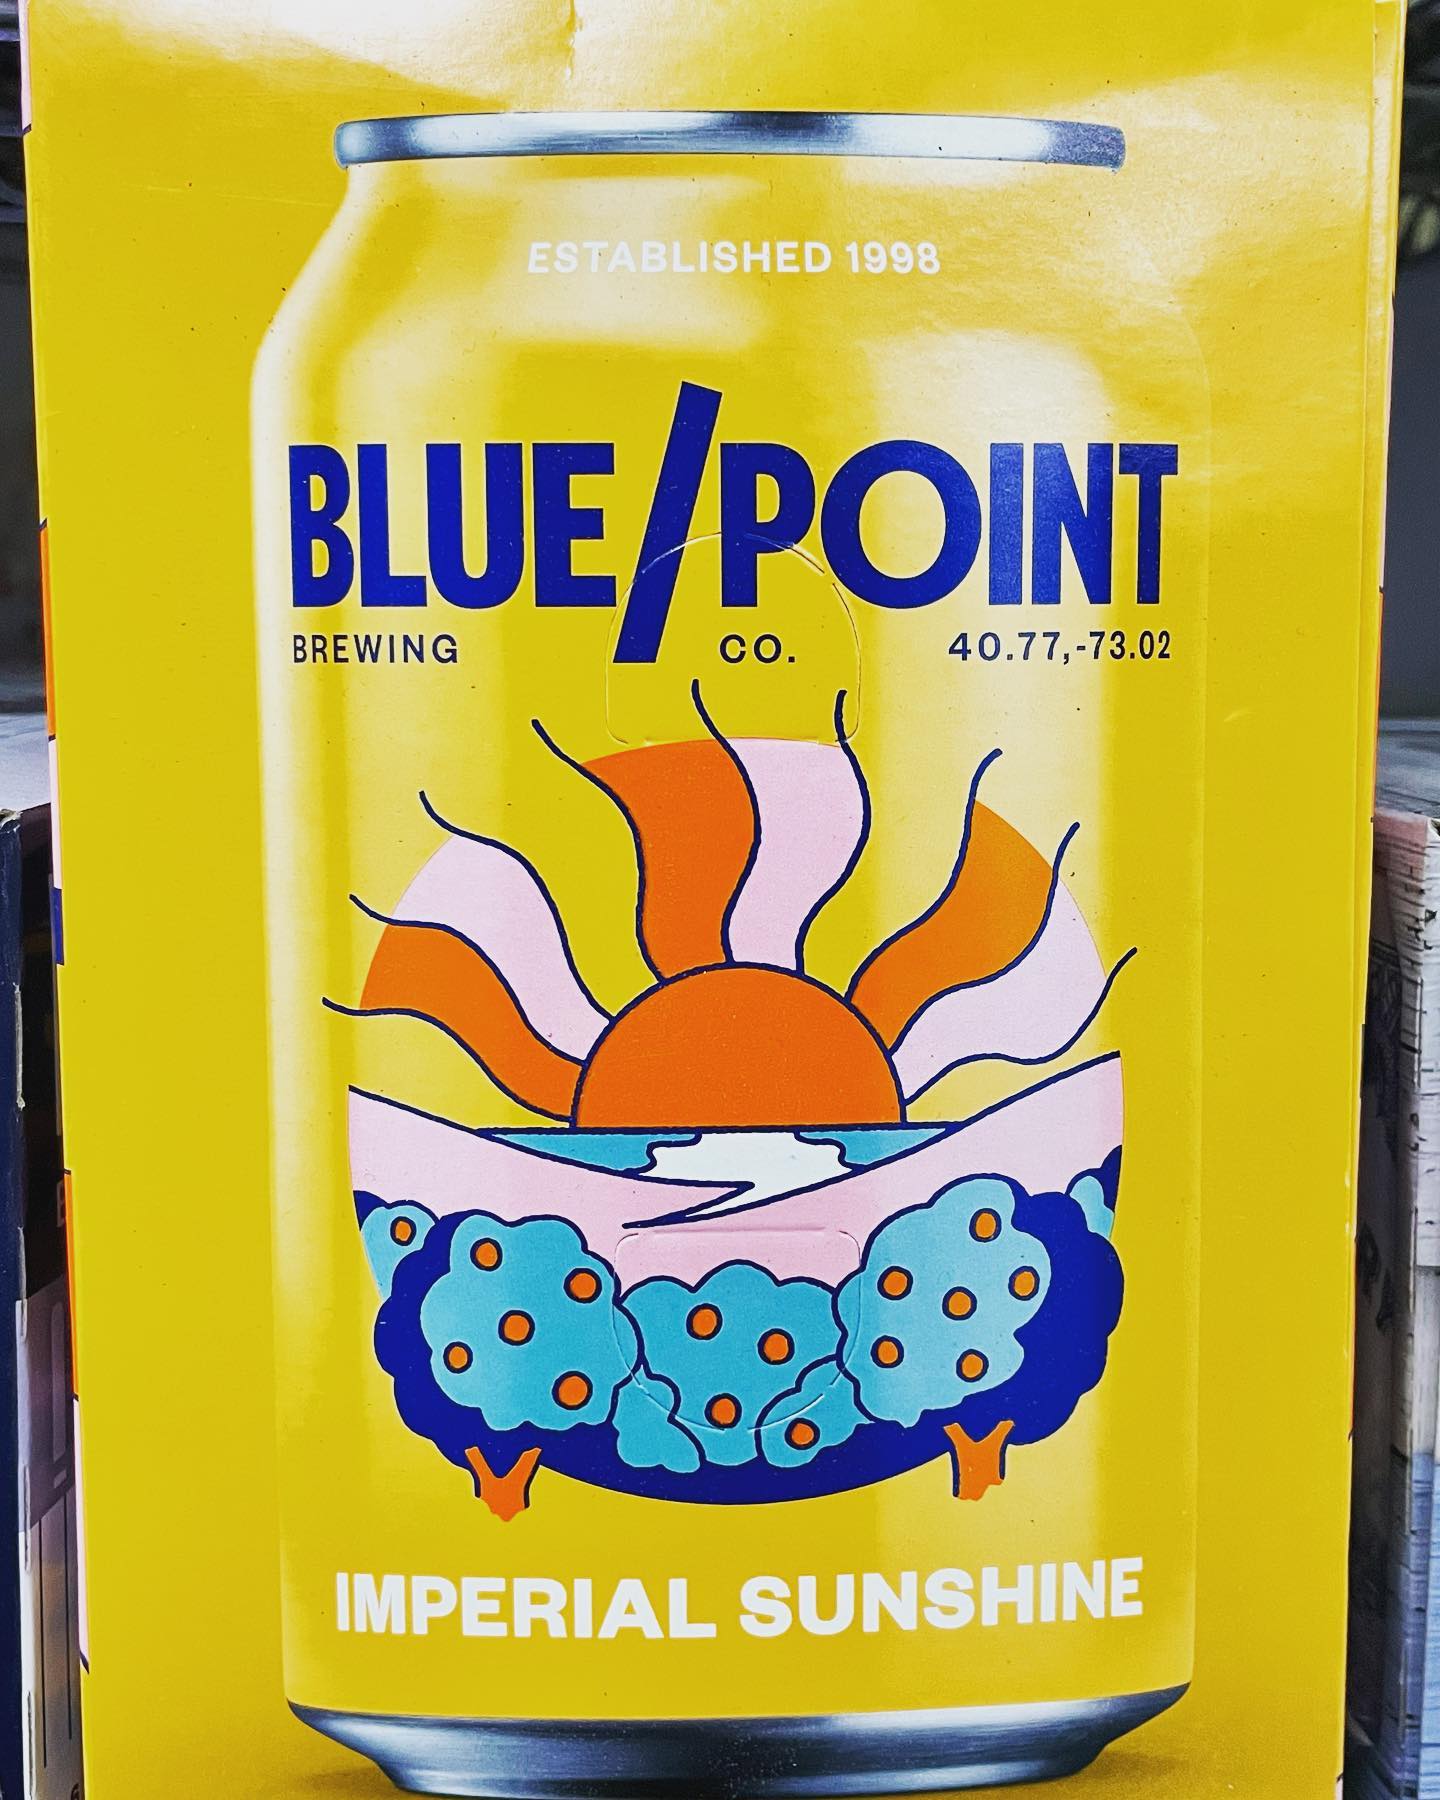 ESTABLISHED 1998
BLUE/POINT
BREWING CO. 40.77,-73.02
IMPERIAL SUNSHINE